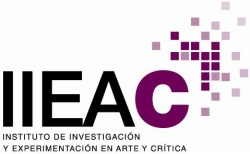 IIEAC
INSTITUTO DE INVESTIGACIÓN
Y EXPERIMENTACIÓN EN ARTE Y CRÍTICA